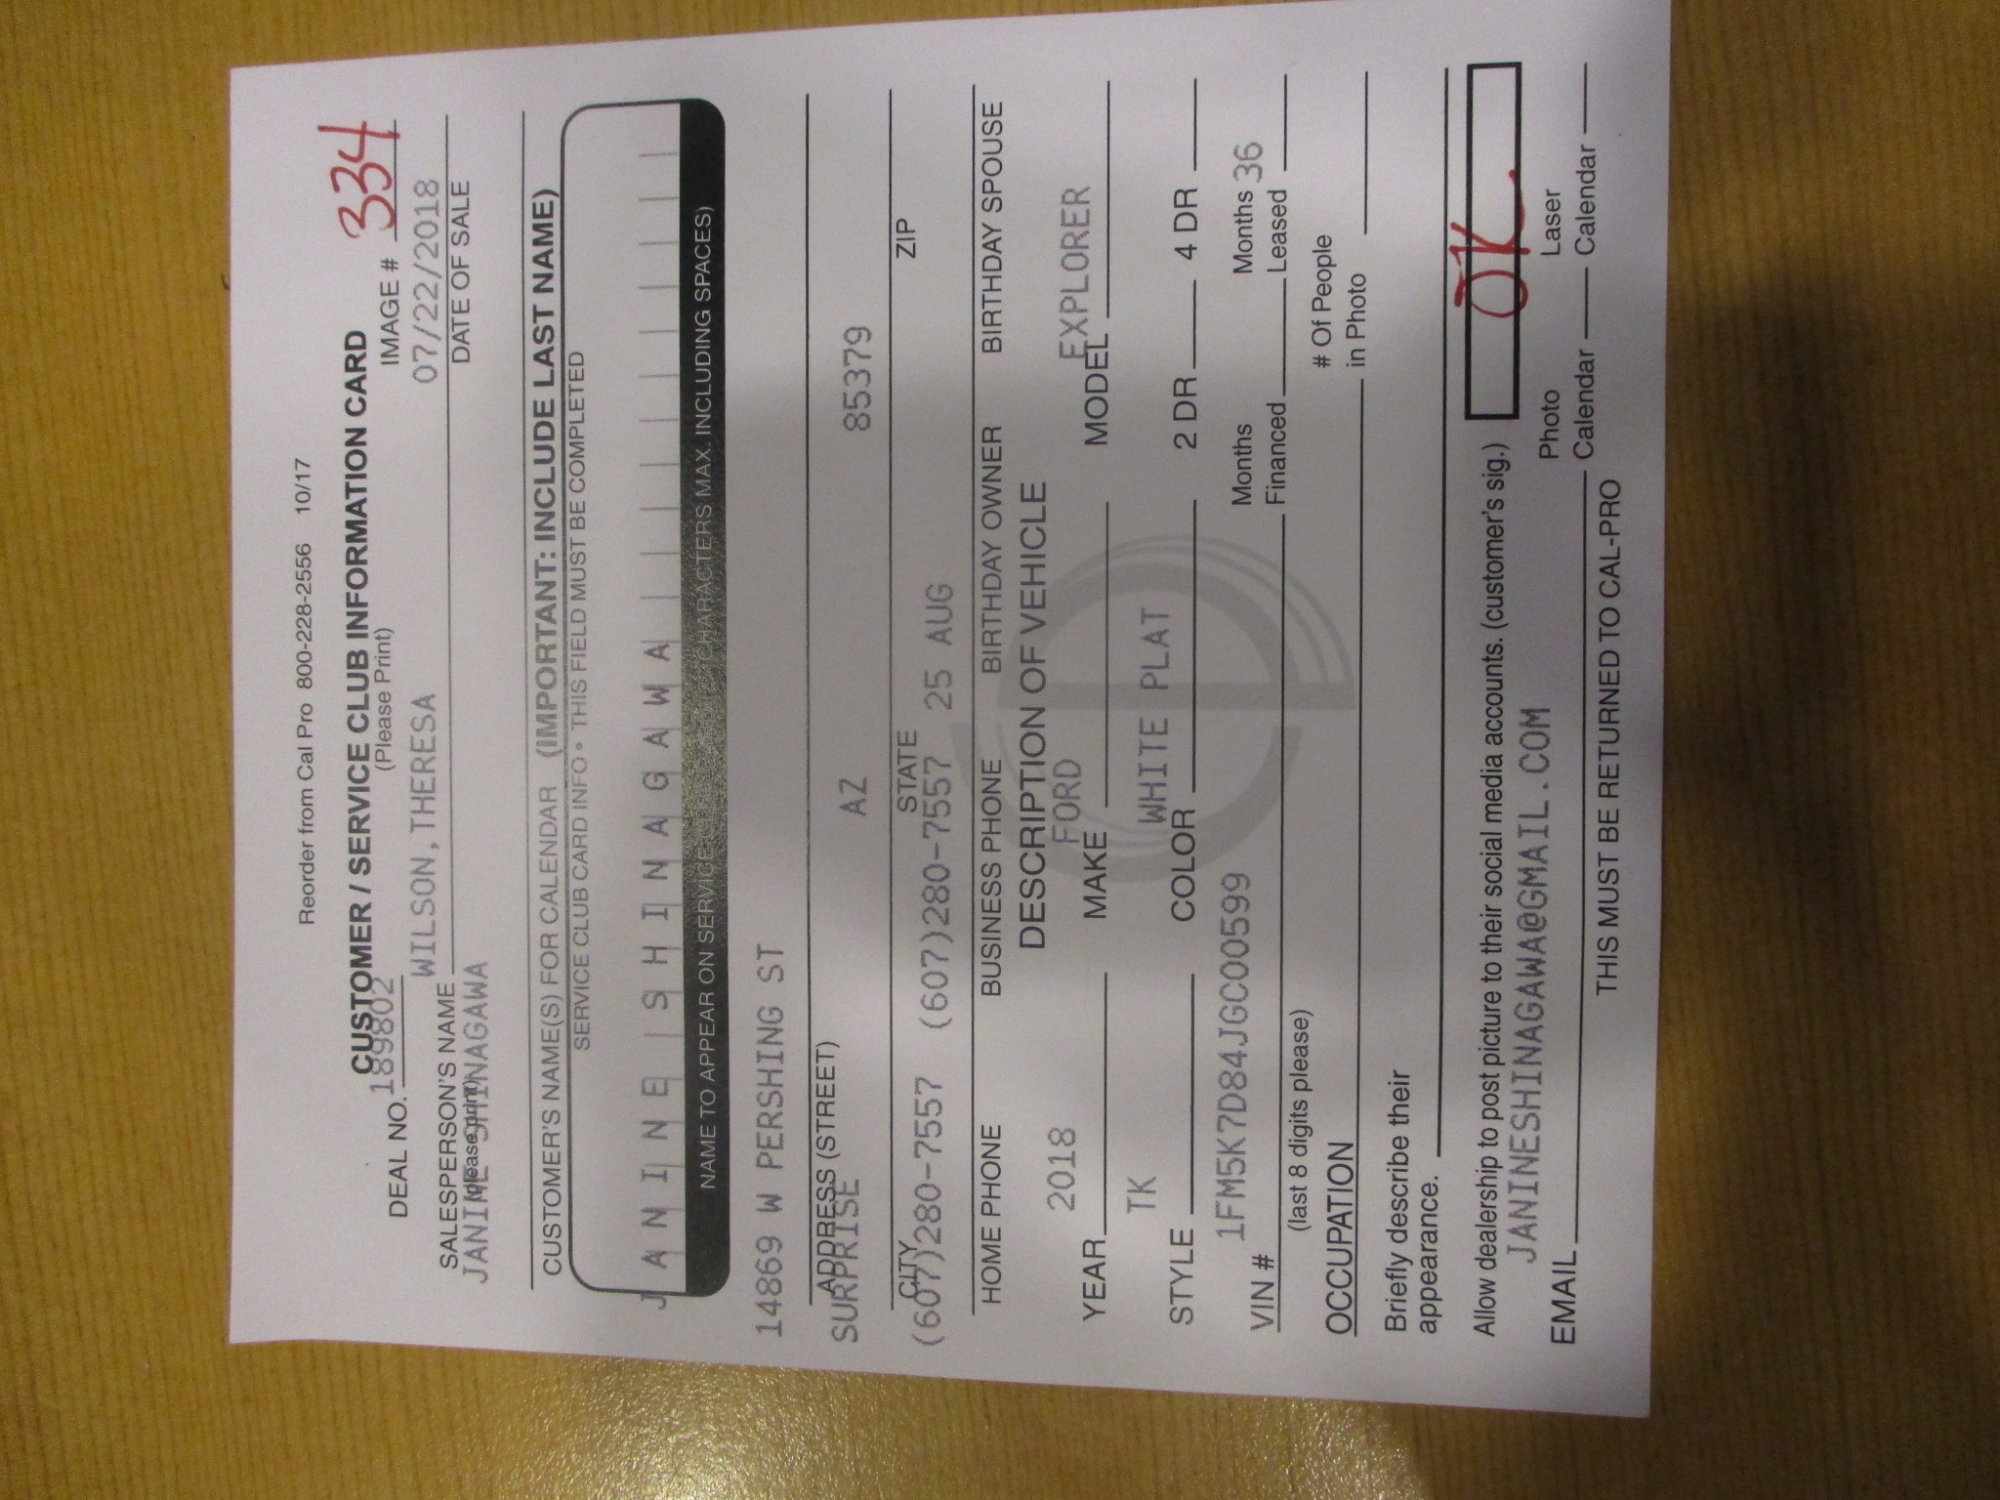 Reorder from Cal Pro 800-228-2556 10/17
CUSTOMER / SERVICE CLUB INFORMATION CARD
(Please Print)
DEAL NO. 189802 IMAGE # 334
WILSON, THERESA 07/22/2018
SALESPERSON'S NAME DATE OF SALE
(please print)
JANINE SHINAGAWA
CUSTOMER'S NAME(S) FOR CALENDAR (IMPORTANT: INCLUDE LAST NAME)
SERVICE CLUB CARD INFO • THIS FIELD MUST BE COMPLETED
JANINE SHINAGAWA
NAME TO APPEAR ON SERVICE CHARACTERS MAX. INCLUDING SPACES)
14869 W PERSHING ST
ADDRESS (STREET)
SURPRISE AZ 85379
CITY STATE ZIP
(607)280-7557 (607)280-7557 25 AUG
HOME PHONE BUSINESS PHONE BIRTHDAY OWNER BIRTHDAY SPOUSE
DESCRIPTION OF VEHICLE
YEAR 2018 MAKE FORD MODEL EXPLORER
STYLE TK COLOR WHITE PLAT 2 DR 4 DR
VIN # 1FM5K7D84JGC00599 Months Financed Months Leased 36
(last 8 digits please)
OCCUPATION # Of People in Photo
Briefly describe their
appearance.
Allow dealership to post picture to their social media accounts. (customer's sig.) OK
JANINESHINAGAWA@GMAIL.COM
EMAIL Photo Calendar Laser Calendar
THIS MUST BE RETURNED TO CAL-PRO